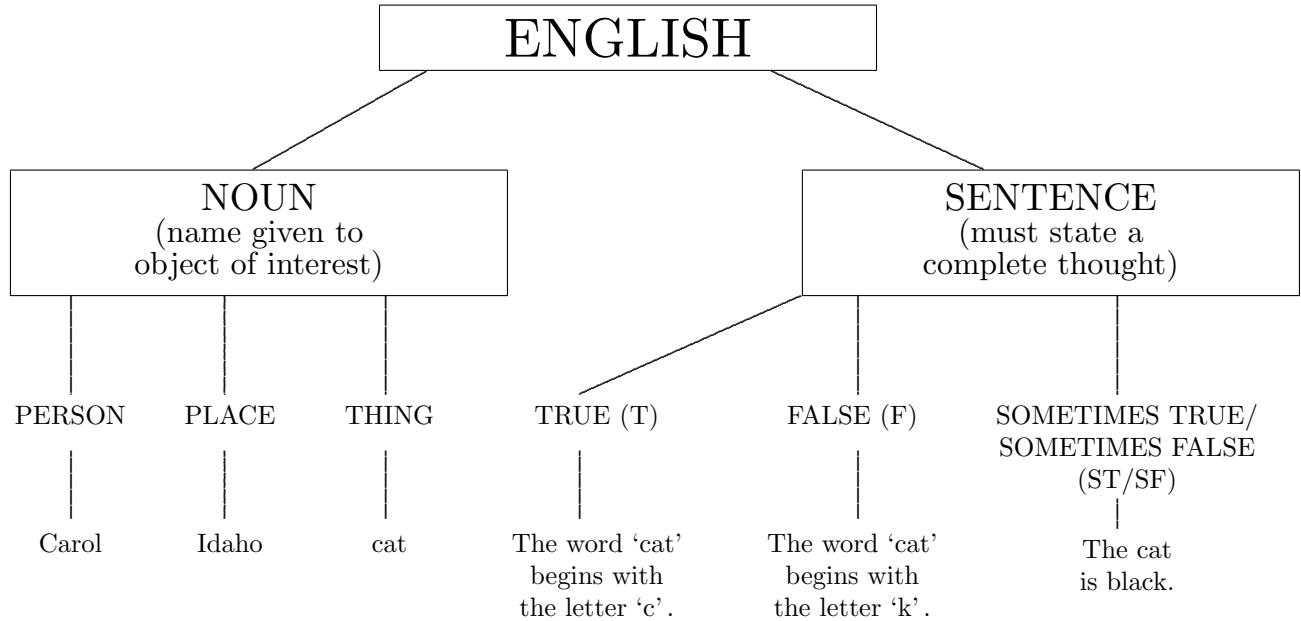 ENGLISH
NOUN
(name given to
object of interest)
SENTENCE
(must state a
complete thought)
PERSON
PLACE
THING
TRUE (T)
FALSE (F)
SOMETIMES TRUE/
SOMETIMES FALSE
(ST/SF)
Carol
Idaho
cat
The word ‘cat’
begins with
the letter ‘c’ .
The word ‘cat’
begins with
the letter ‘k’ .
The cat
is black.